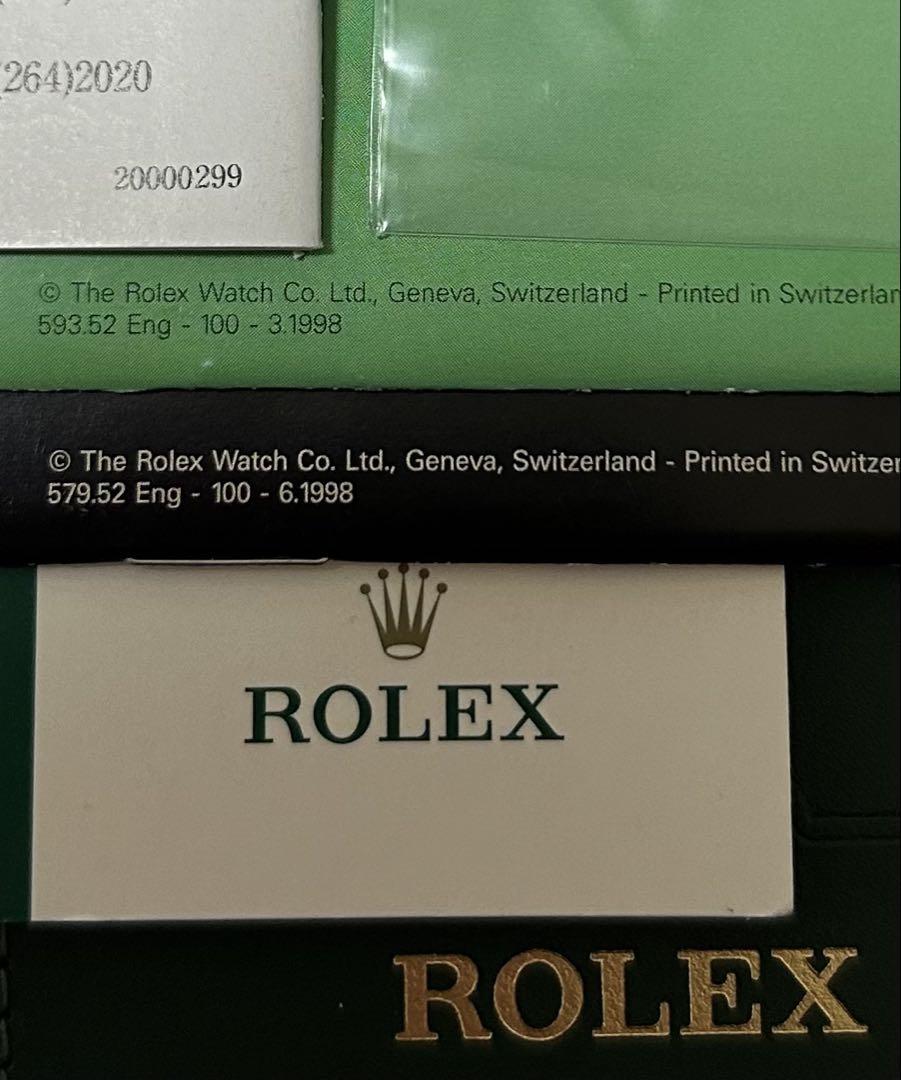 (264)2020
20000299
© The Rolex Watch Co. Ltd., Geneva, Switzerland - Printed in Switzerlan
593.52 Eng - 100 - 3.1998
© The Rolex Watch Co. Ltd., Geneva, Switzerland - Printed in Switzer
579.52 Eng - 100 - 6.1998
ROLEX
ROLEX